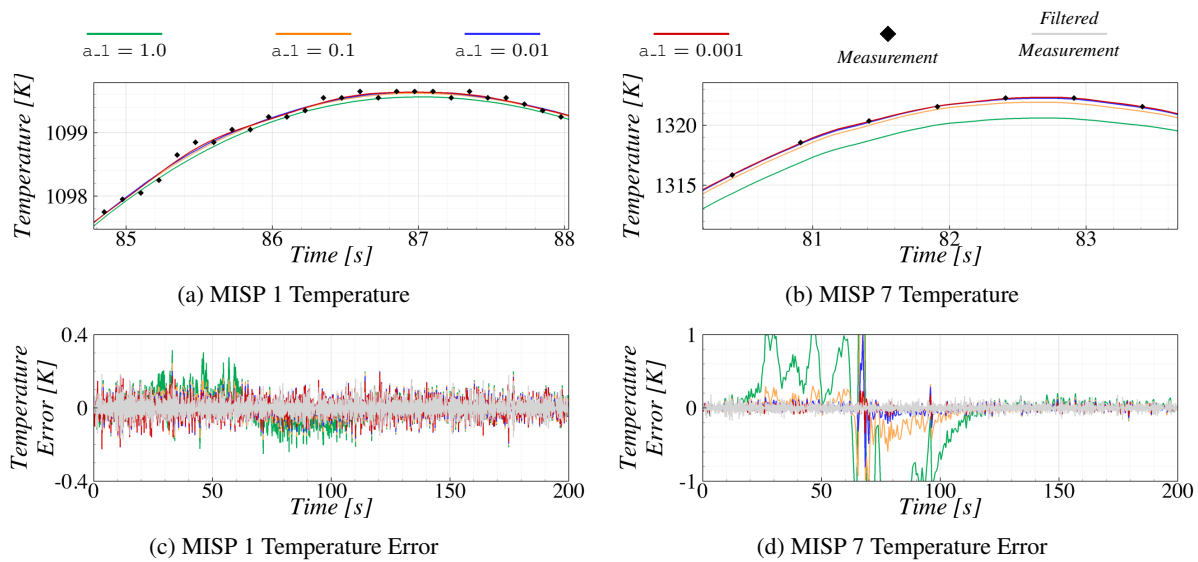 a_1 = 1.0
a_1 = 0.1
a_1 = 0.01
a_1 = 0.001
Measurement
Filtered
Measurement
Temperature [K]
1099
1098
85 86 87 88
Time [s]
(a) MISP 1 Temperature
Temperature [K]
1320
1315
81 82 83
Time [s]
(b) MISP 7 Temperature
Temperature
Error [K]
0.4
0
-0.4
0 50 100 150 200
Time [s]
(c) MISP 1 Temperature Error
Temperature
Error [K]
1
0
-1
0 50 100 150 200
Time [s]
(d) MISP 7 Temperature Error